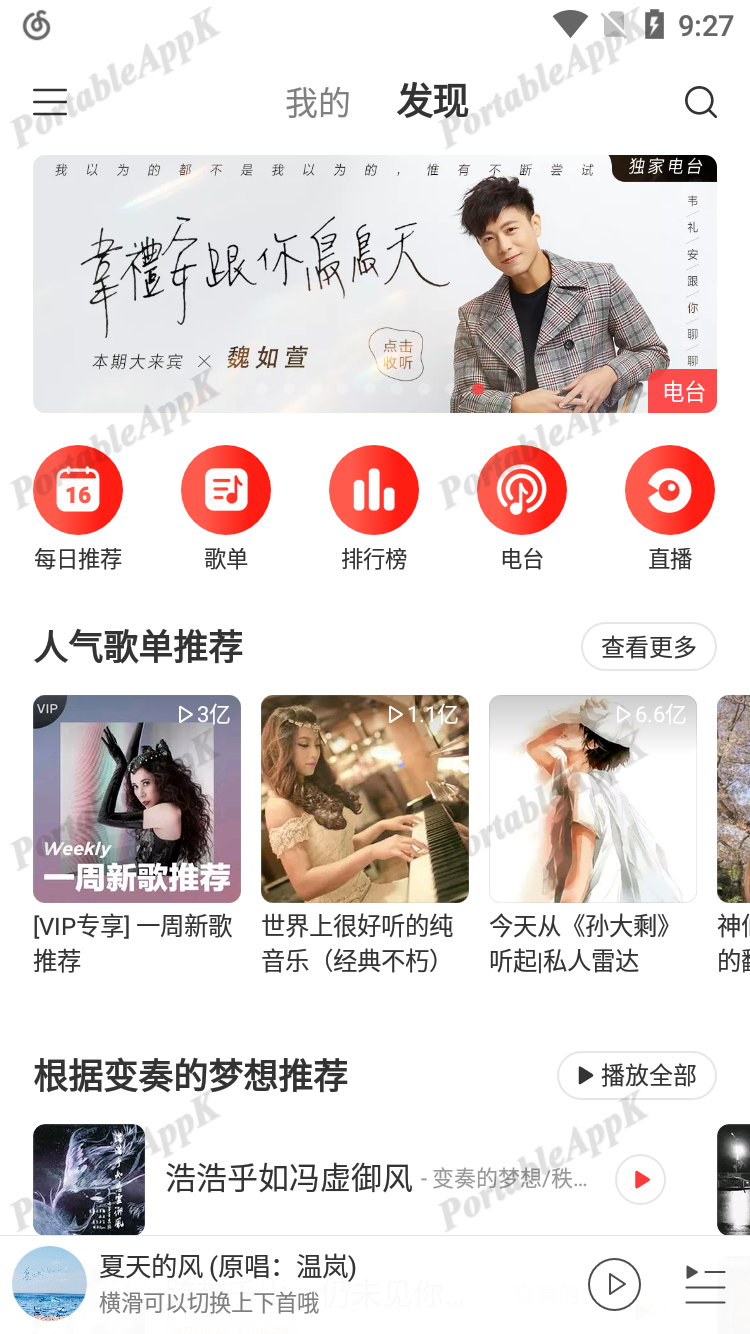 9:27
我的
发现
我以为的都不是我以为的，惟有不断尝试
独家电台
韦礼安跟你聊聊
韋禮安跟你鳥鳥天
本期大来宾 × 魏如萱
点击
收听
电台
16
每日推荐
歌单
排行榜
电台
直播
人气歌单推荐
查看更多
VIP
3亿
Weekly
一周新歌推荐
1.1亿
6.6亿
[VIP专享] 一周新歌
推荐
世界上很好听的纯
音乐（经典不朽）
今天从《孙大剩》
听起|私人雷达
的
根据变奏的梦想推荐
播放全部
浩浩乎如冯虚御风 - 变奏的梦想/秩...
夏天的风 (原唱：温岚)
横滑可以切换上下首哦
PortableAppK